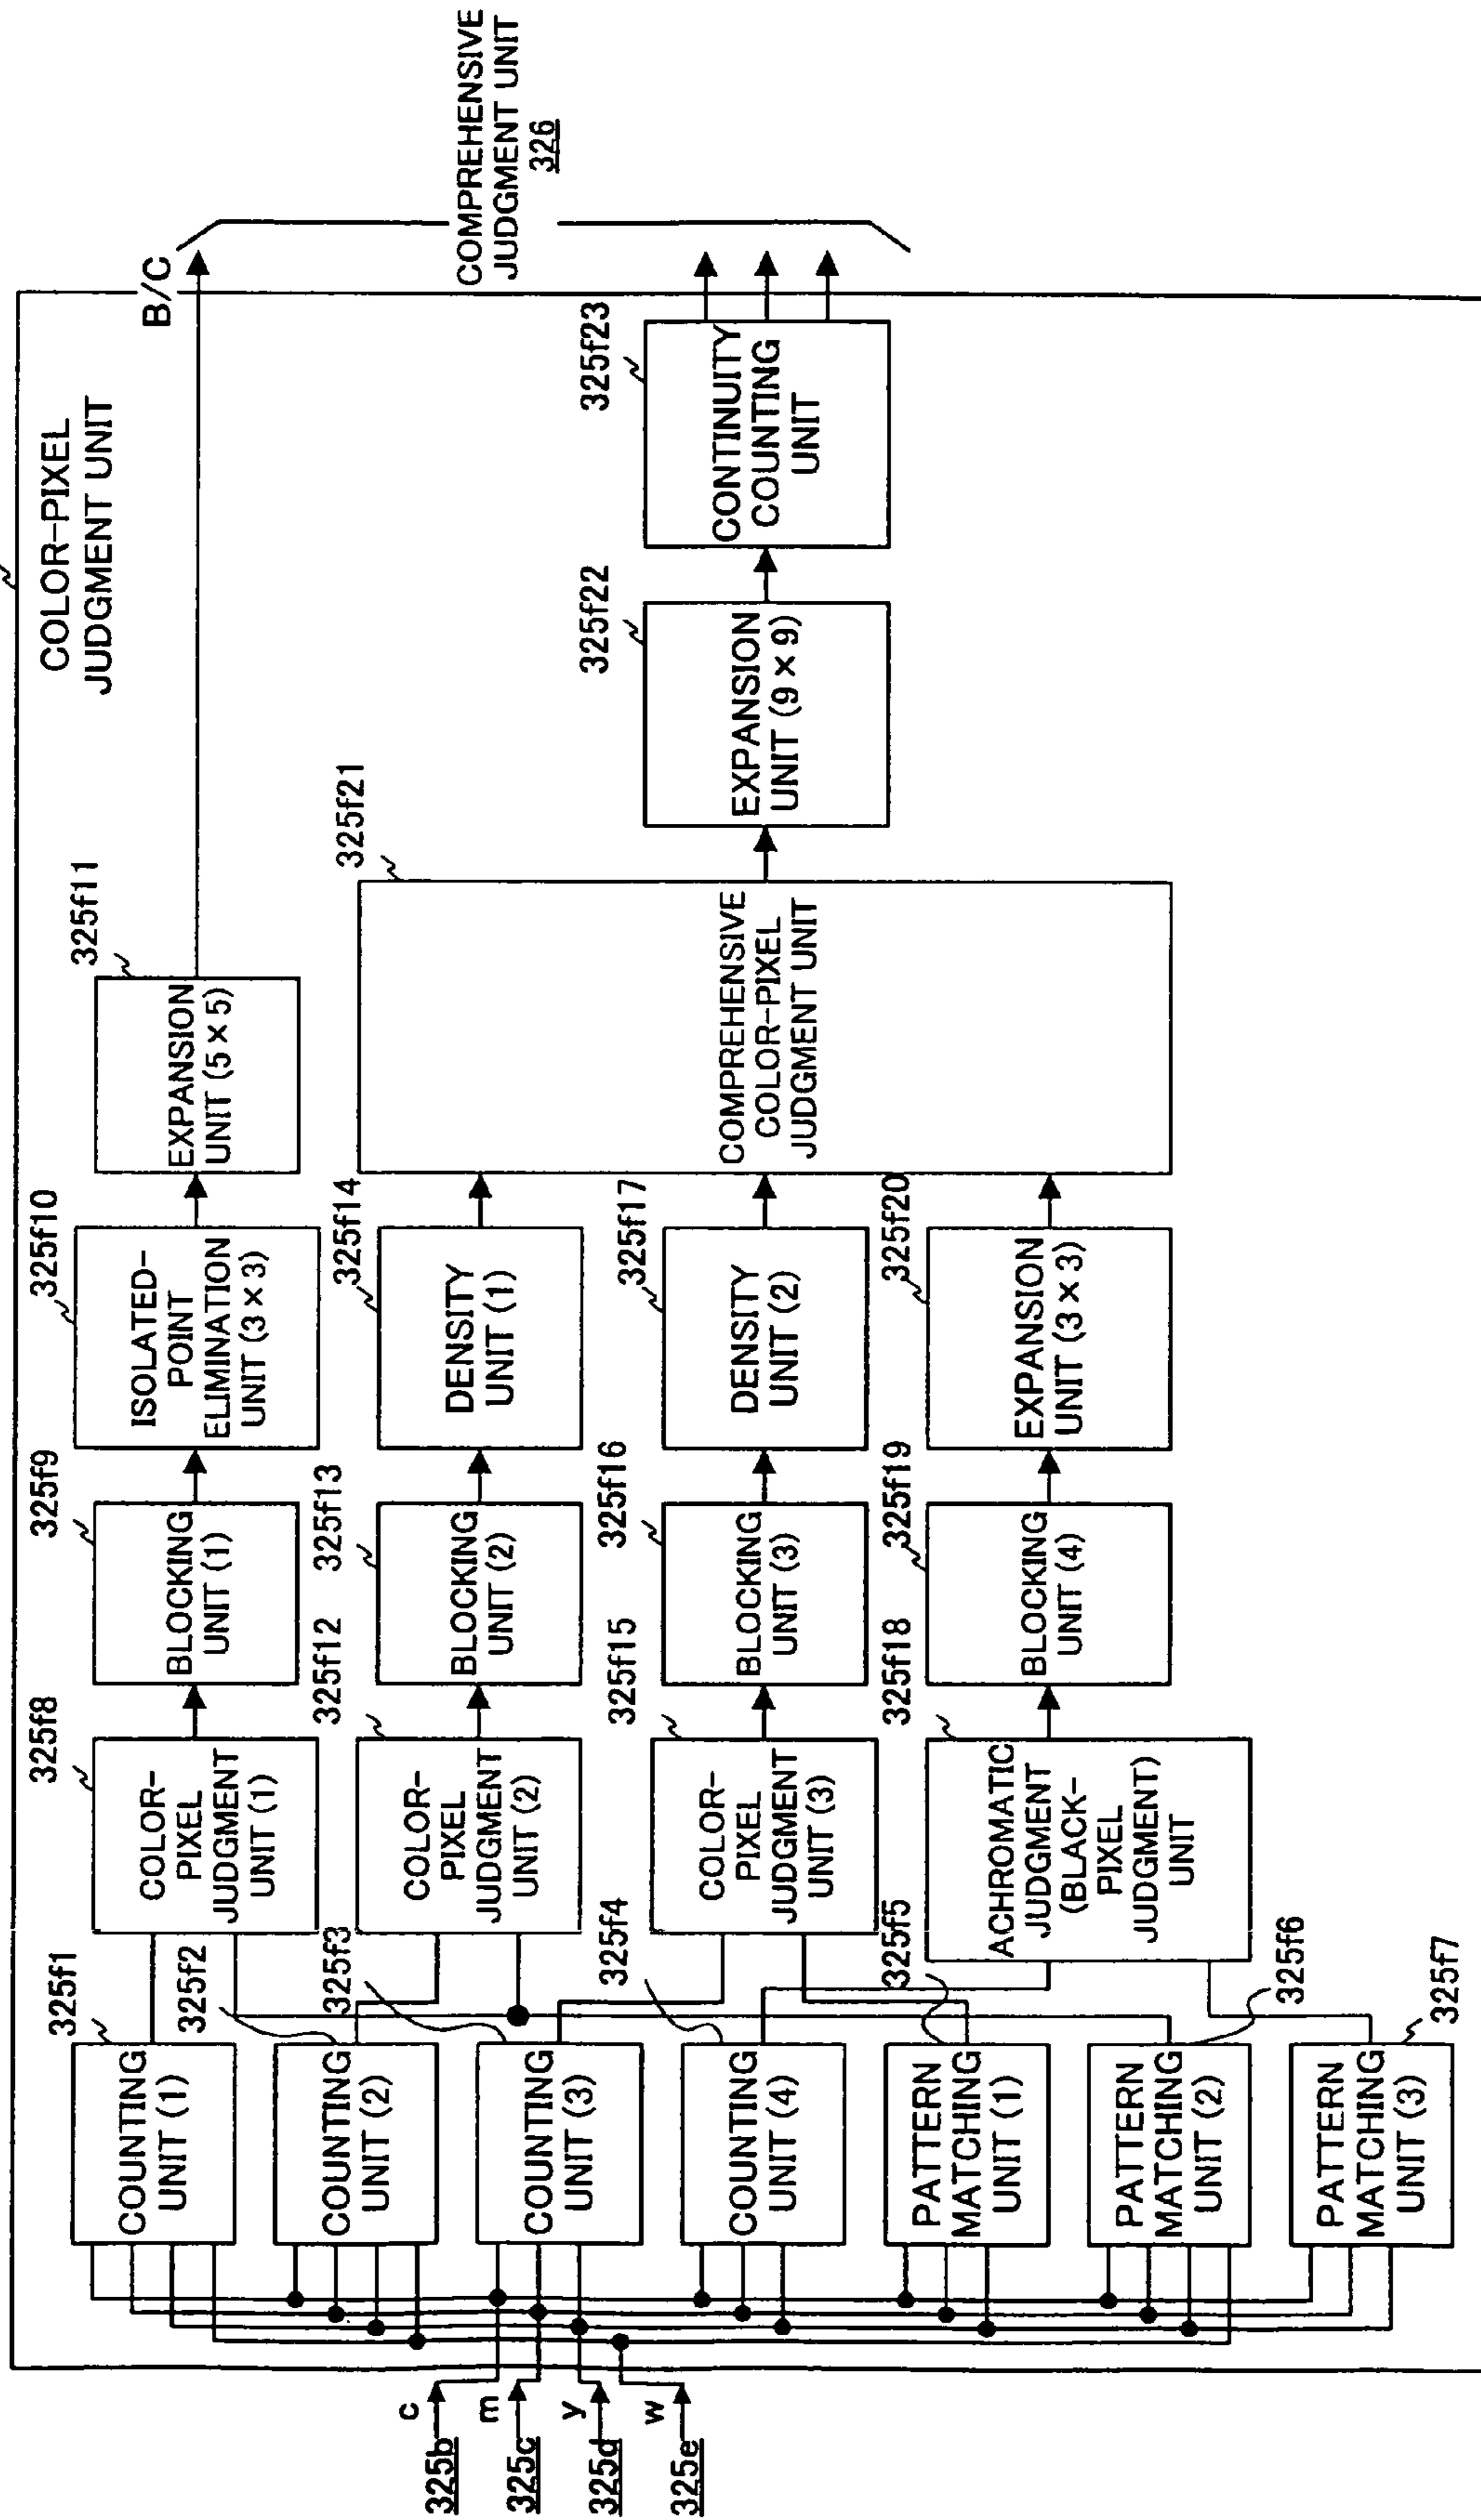 COLOR-PIXEL
JUDGMENT UNIT
B/C
COMPREHENSIVE
JUDGMENT UNIT
326
325b
c
325c
m
325d
y
325e
w
325f1
COUNTING
UNIT (1)
325f2
COUNTING
UNIT (2)
325f3
COUNTING
UNIT (3)
325f4
COUNTING
UNIT (4)
325f5
PATTERN
MATCHING
UNIT (1)
325f6
PATTERN
MATCHING
UNIT (2)
325f7
PATTERN
MATCHING
UNIT (3)
325f8
COLOR-
PIXEL
JUDGMENT
UNIT (1)
325f9
BLOCKING
UNIT (1)
325f10
ISOLATED-
POINT
ELIMINATION
UNIT (3 × 3)
325f11
EXPANSION
UNIT (5 × 5)
325f12
COLOR-
PIXEL
JUDGMENT
UNIT (2)
325f13
BLOCKING
UNIT (2)
325f14
DENSITY
UNIT (1)
325f15
COLOR-
PIXEL
JUDGMENT
UNIT (3)
325f16
BLOCKING
UNIT (3)
325f17
DENSITY
UNIT (2)
325f18
ACHROMATIC
JUDGMENT
(BLACK-
PIXEL
JUDGMENT)
UNIT
325f19
BLOCKING
UNIT (4)
325f20
EXPANSION
UNIT (3 × 3)
325f21
COMPREHENSIVE
COLOR-PIXEL
JUDGMENT UNIT
325f22
EXPANSION
UNIT (9 × 9)
325f23
CONTINUITY
COUNTING
UNIT